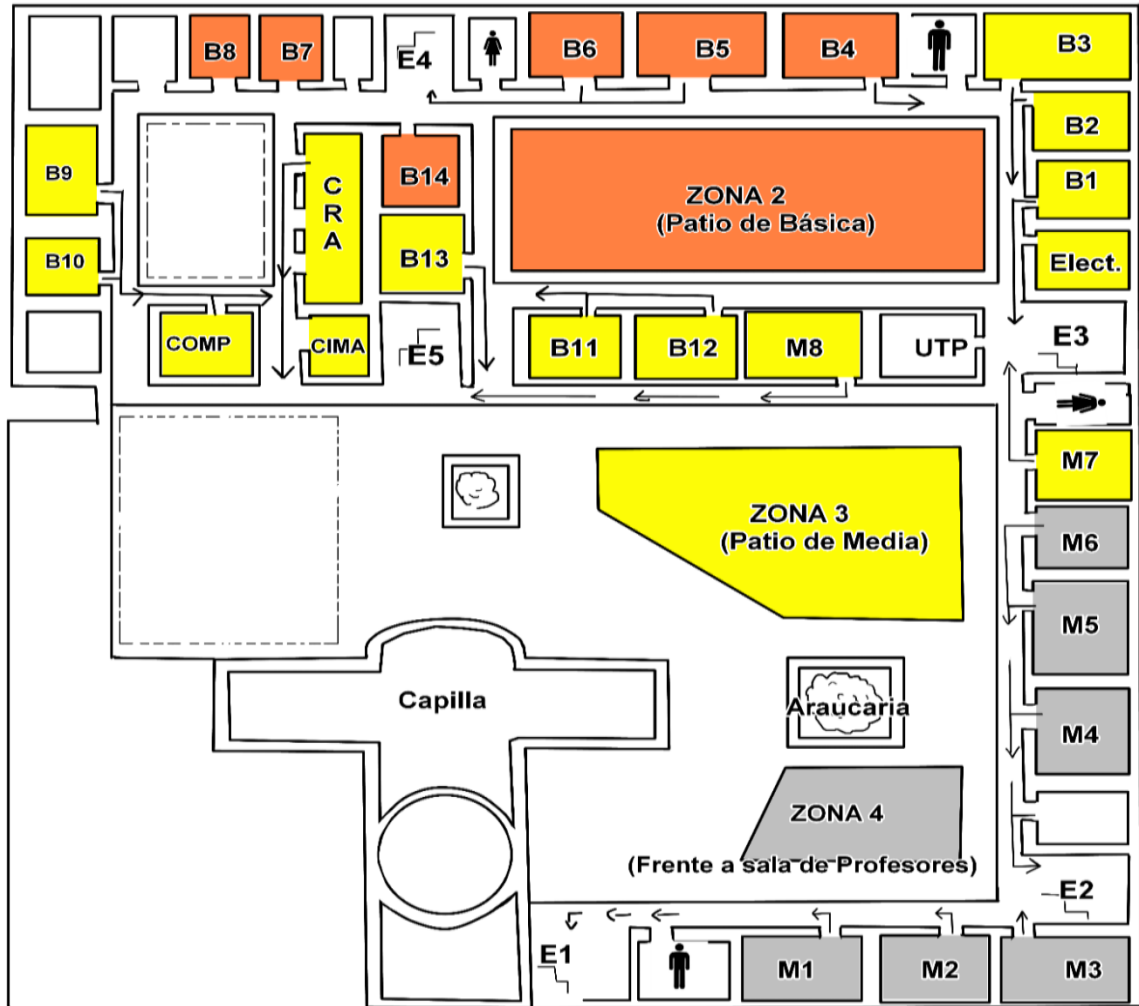 B8
B7
E4
B6
B5
B4
B3
B2
B1
Elect.
B9
B10
CRA
B14
B13
ZONA 2
(Patio de Básica)
COMP
CIMA
E5
B11
B12
M8
UTP
E3
M7
ZONA 3
(Patio de Media)
M6
M5
M4
Capilla
Araucaria
ZONA 4
(Frente a sala de Profesores)
E2
E1
M1
M2
M3